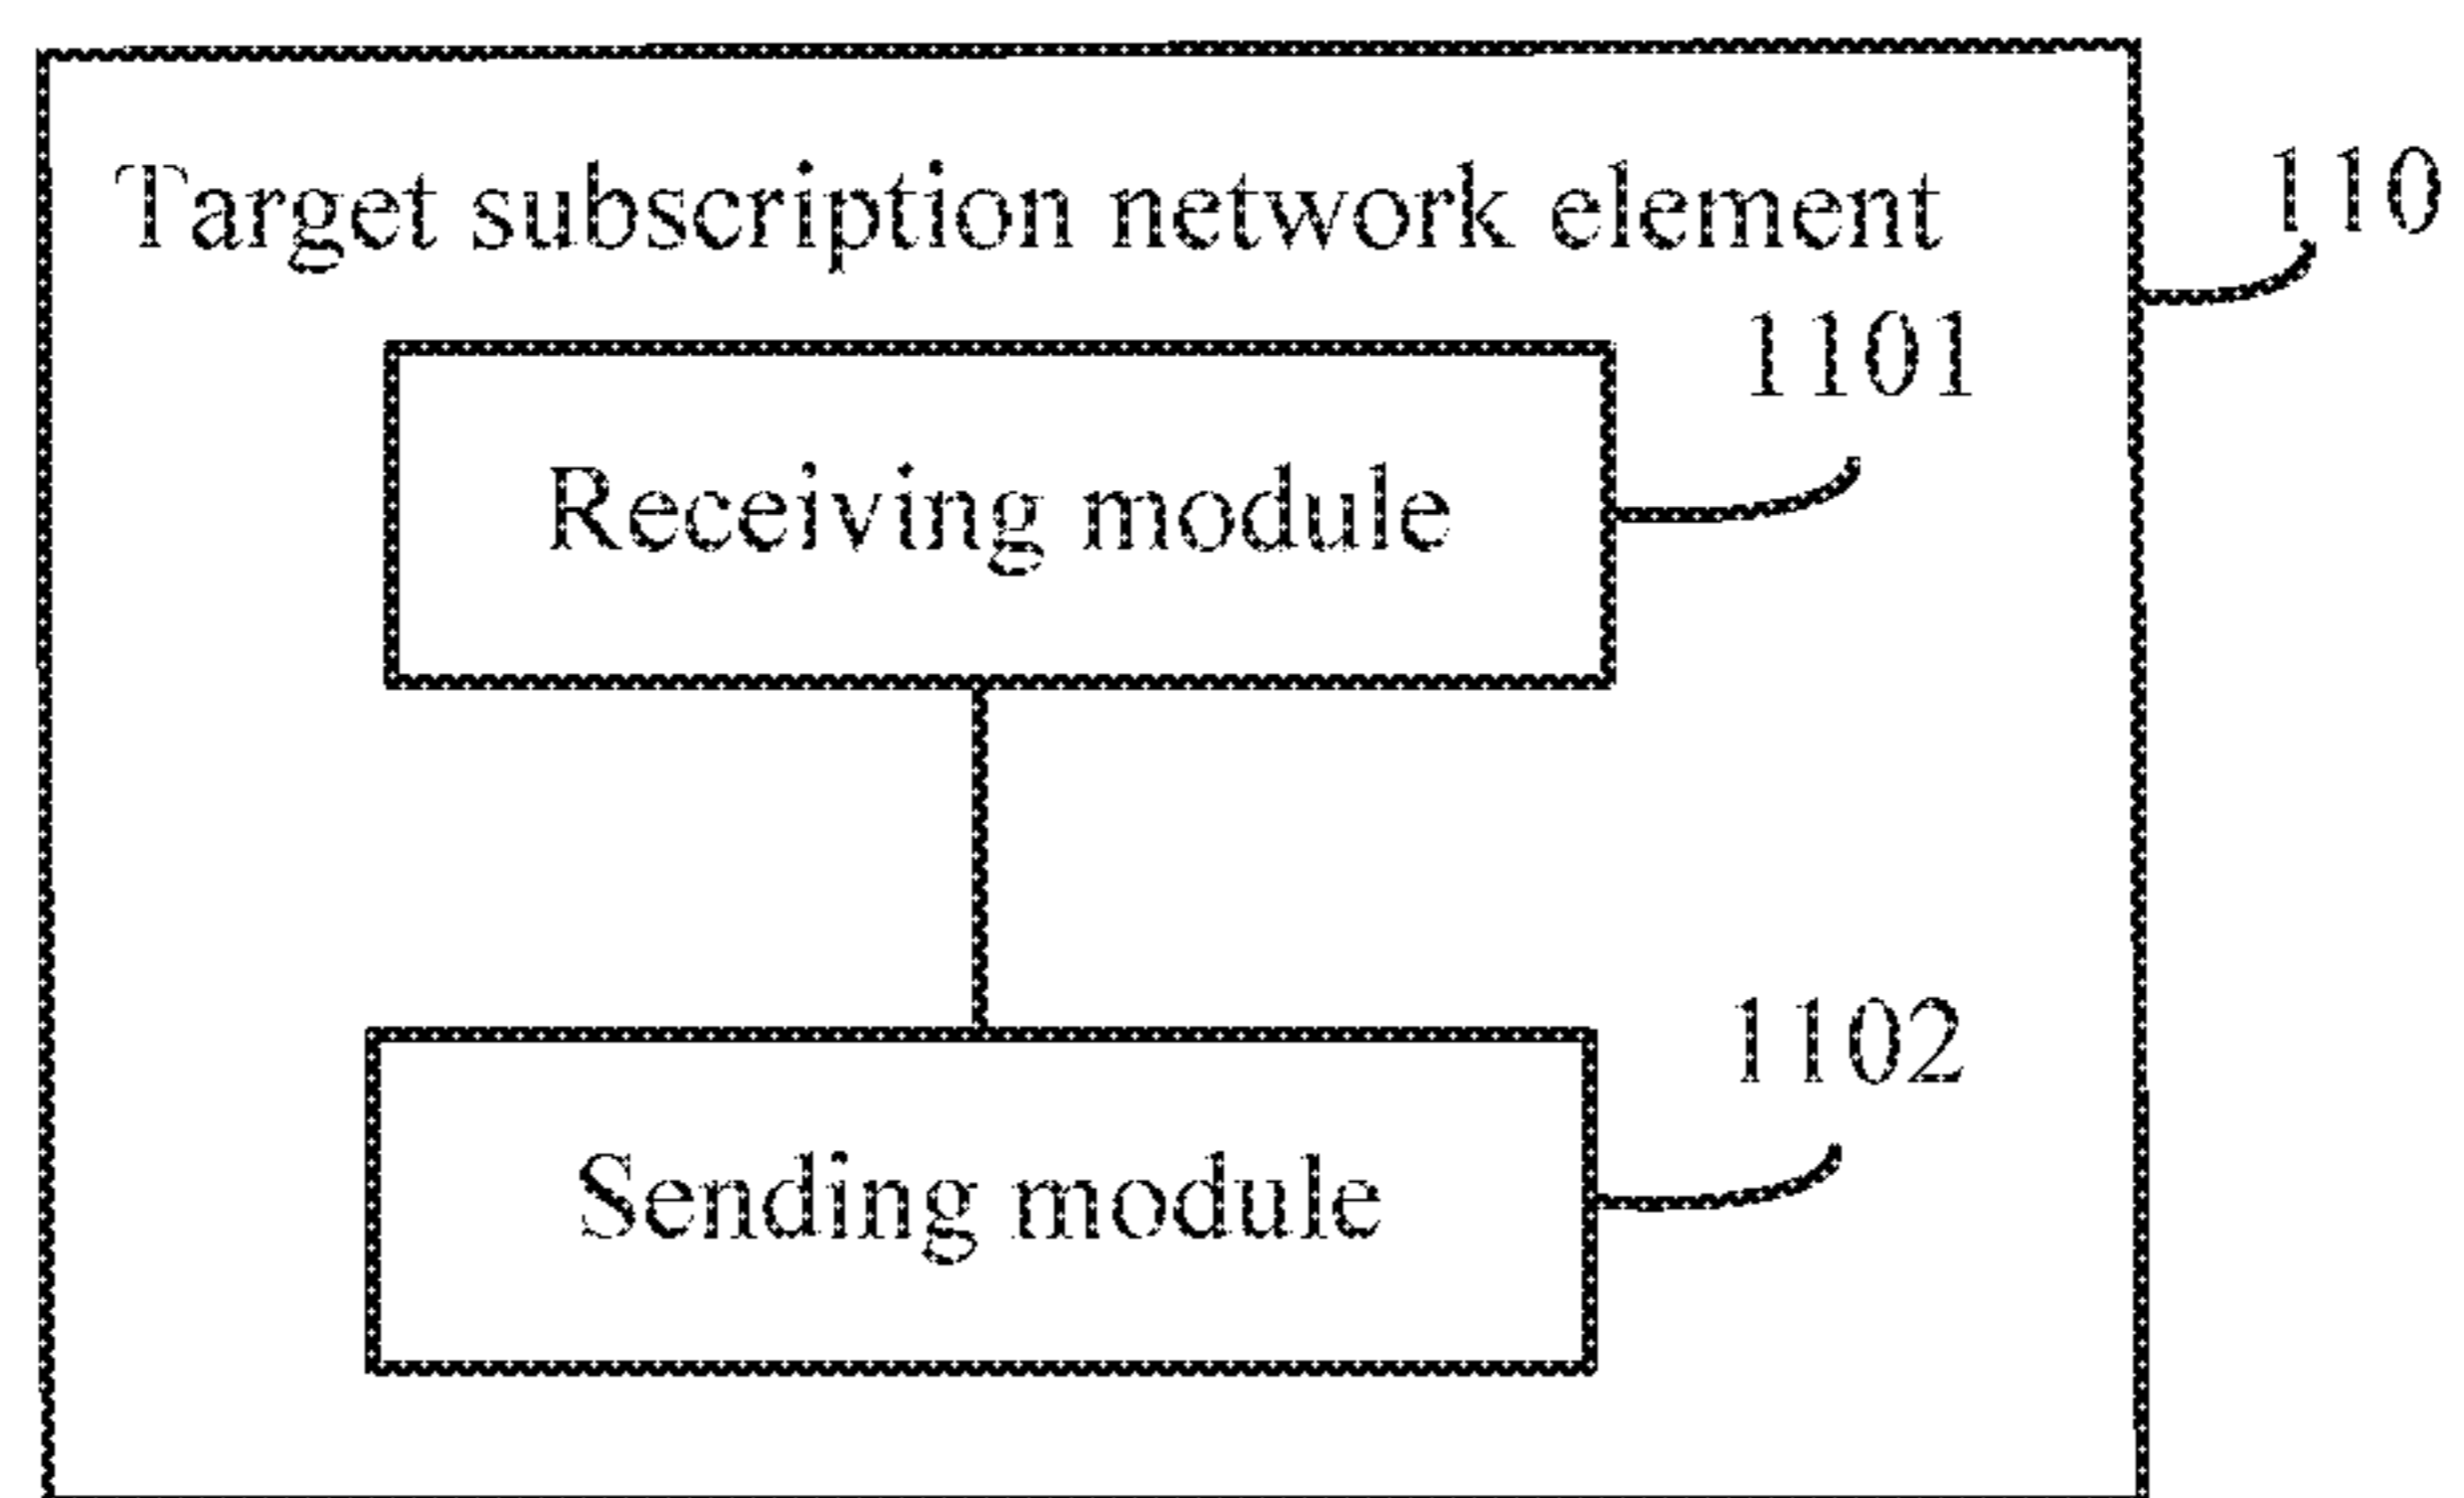 Target subscription network element
110
1101
Receiving module
1102
Sending module